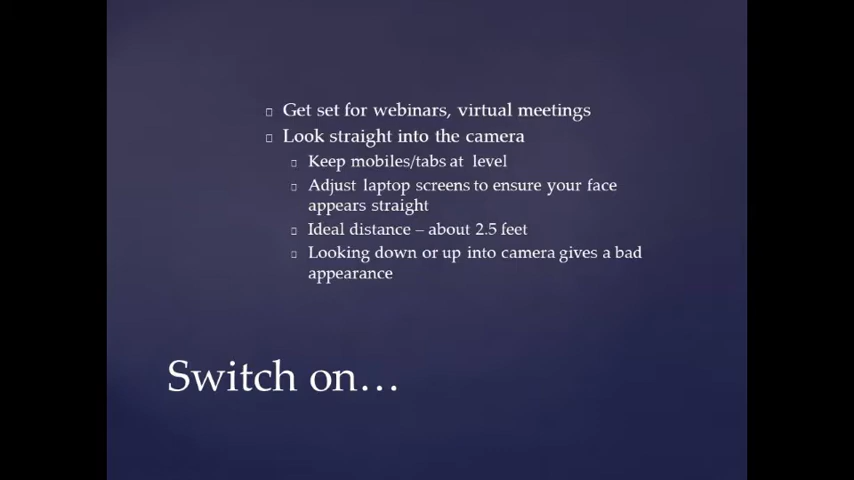 Get set for webinars, virtual meetings
Look straight into the camera
Keep mobiles/tabs at level
Adjust laptop screens to ensure your face
appears straight
Ideal distance – about 2.5 feet
Looking down or up into camera gives a bad
appearance
Switch on…